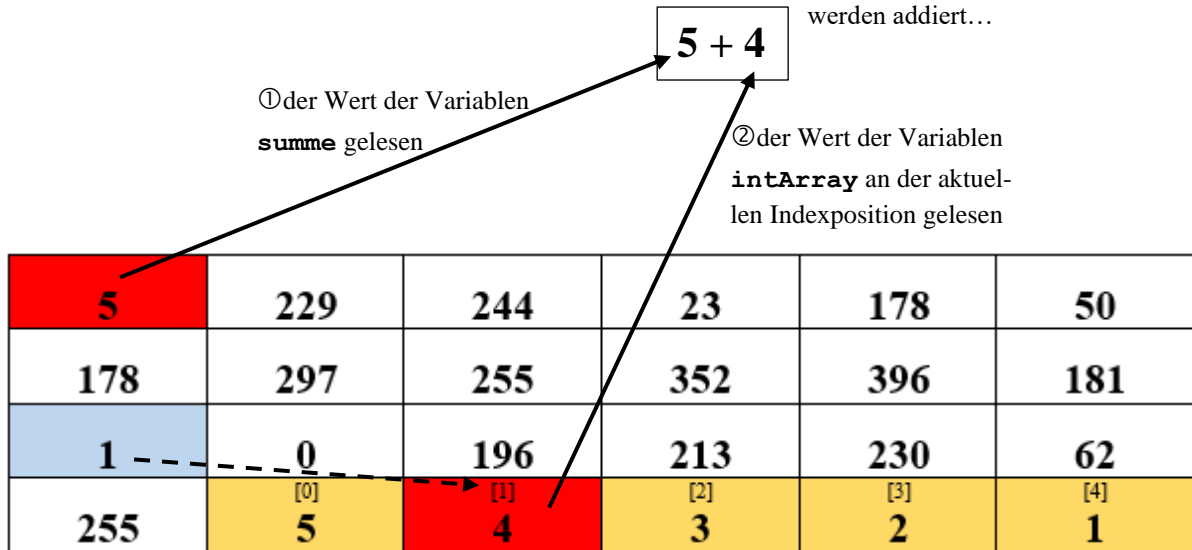 werden addiert…
5 + 4
①der Wert der Variablen
summe gelesen
②der Wert der Variablen
intArray an der aktuel-
len Indexposition gelesen
5 229 244 23 178 50
178 297 255 352 396 181
1 0 196 213 230 62
[0] [1] [2] [3] [4]
255 5 4 3 2 1